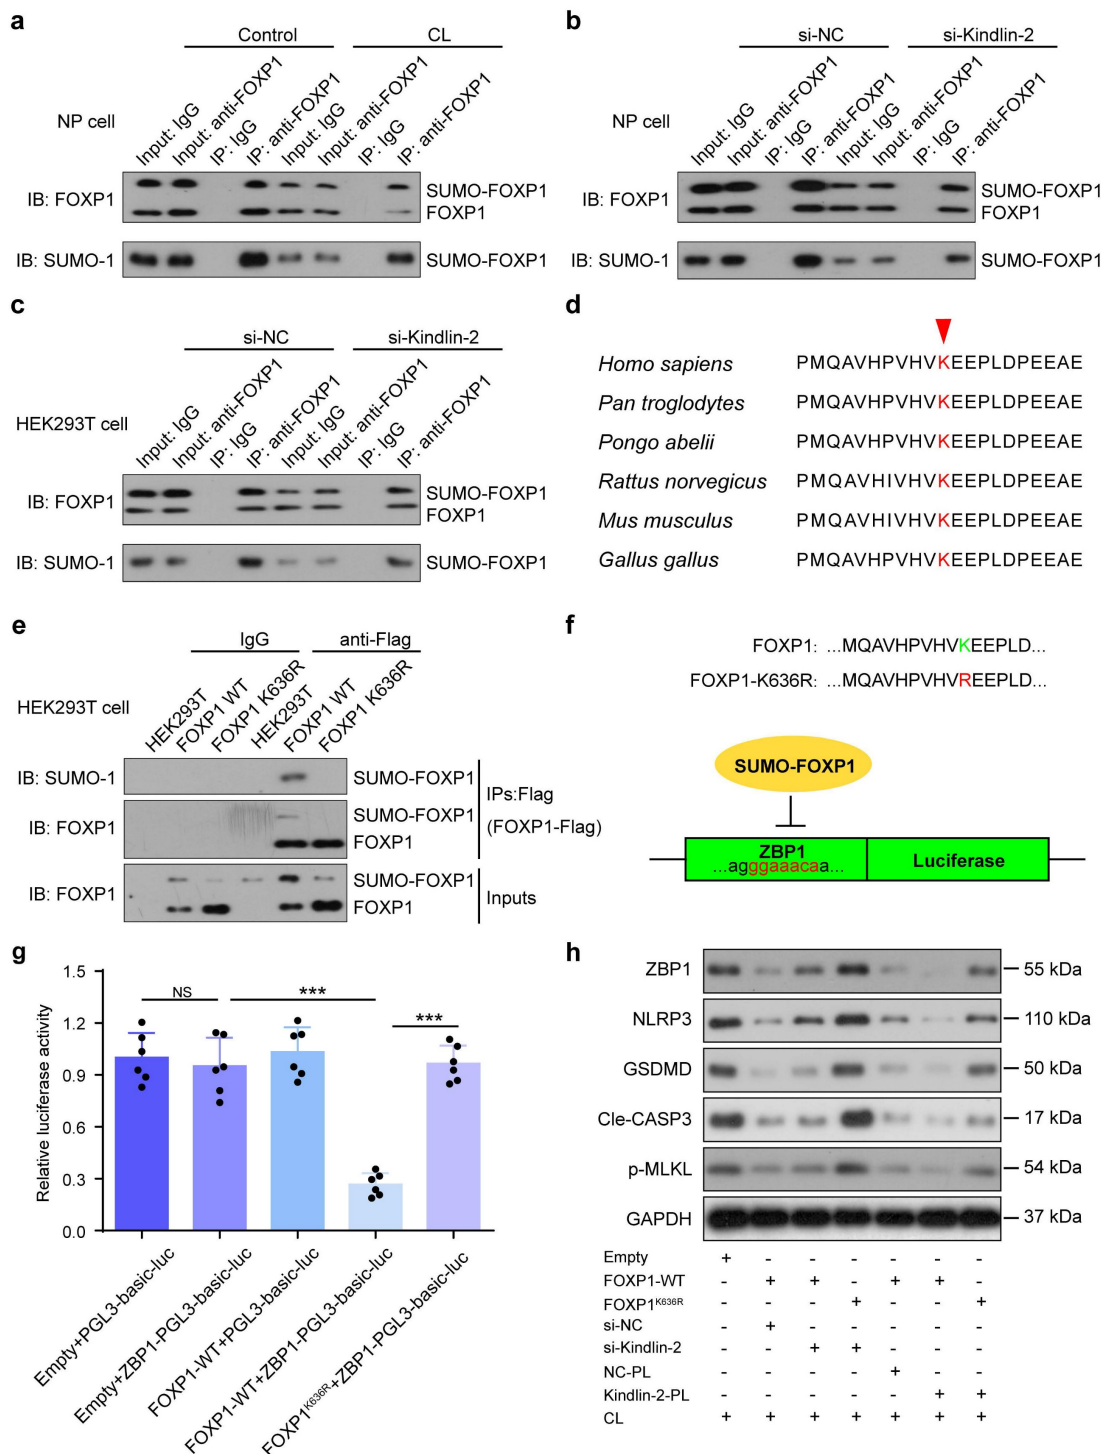 a
Control CL
NP cell
Input: IgG
Input: anti-FOXP1
IP: IgG
IP: anti-FOXP1
Input: IgG
Input: anti-FOXP1
IP: IgG
IP: anti-FOXP1
IB: FOXP1
SUMO-FOXP1
FOXP1
IB: SUMO-1
SUMO-FOXP1
b
si-NC si-Kindlin-2
NP cell
Input: IgG
Input: anti-FOXP1
IP: IgG
IP: anti-FOXP1
Input: IgG
Input: anti-FOXP1
IP: IgG
IP: anti-FOXP1
IB: FOXP1
SUMO-FOXP1
FOXP1
IB: SUMO-1
SUMO-FOXP1
c
si-NC si-Kindlin-2
HEK293T cell
Input: IgG
Input: anti-FOXP1
IP: IgG
IP: anti-FOXP1
Input: IgG
Input: anti-FOXP1
IP: IgG
IP: anti-FOXP1
IB: FOXP1
SUMO-FOXP1
FOXP1
IB: SUMO-1
SUMO-FOXP1
d
Homo sapiens PMQAVHPVHVKEEPLDPEEAE
Pan troglodytes PMQAVHPVHVKEEPLDPEEAE
Pongo abelii PMQAVHPVHVKEEPLDPEEAE
Rattus norvegicus PMQAVHIVHVKEEPLDPEEAE
Mus musculus PMQAVHIVHVKEEPLDPEEAE
Gallus gallus PMQAVHPVHVKEEPLDPEEAE
e
IgG anti-Flag
HEK293T cell
HEK293T
FOXP1 WT
FOXP1 K636R
HEK293T
FOXP1 WT
FOXP1 K636R
IB: SUMO-1
SUMO-FOXP1
IB: FOXP1
SUMO-FOXP1
FOXP1
IPs:Flag
(FOXP1-Flag)
IB: FOXP1
SUMO-FOXP1
FOXP1
Inputs
f
FOXP1: ...MQAVHPVHVKEEPLD...
FOXP1-K636R: ...MQAVHPVHVREEPLD...
SUMO-FOXP1
ZBP1
...agggaaacaa...
Luciferase
g
Relative luciferase activity
1.5
1.2
0.9
0.6
0.3
0.0
NS
***
***
Empty+PGL3-basic-luc
Empty+ZBP1-PGL3-basic-luc
FOXP1-WT+PGL3-basic-luc
FOXP1-WT+ZBP1-PGL3-basic-luc
FOXP1K636R+ZBP1-PGL3-basic-luc
h
ZBP1 55 kDa
NLRP3 110 kDa
GSDMD 50 kDa
Cle-CASP3 17 kDa
p-MLKL 54 kDa
GAPDH 37 kDa
Empty + - - - - - -
FOXP1-WT - + + - + + -
FOXP1K636R - - - + - - +
si-NC - + - - - - -
si-Kindlin-2 - - + + - - -
NC-PL - - - - + - -
Kindlin-2-PL - - - - - + +
CL + + + + + + +